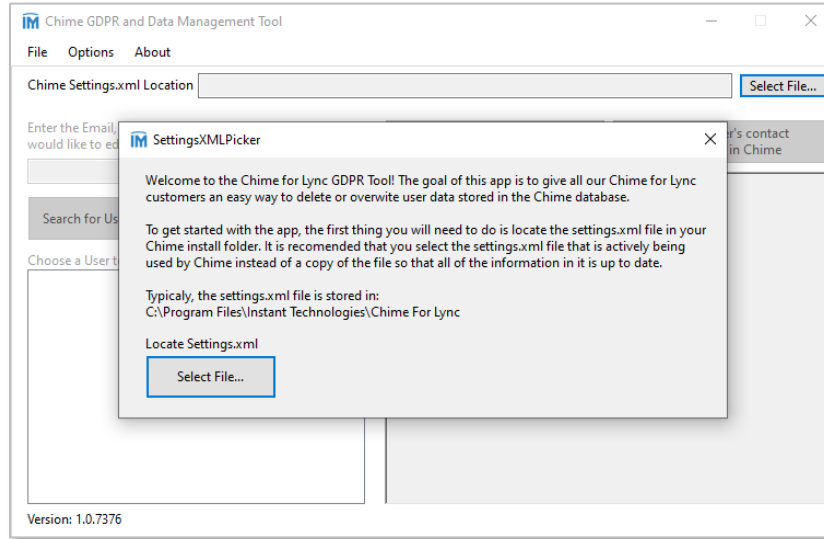 Chime GDPR and Data Management Tool
File Options About
Chime Settings.xml Location
Select File...
Enter the Email,
would like to ed
r's contact
in Chime
Search for Us
Choose a User t
SettingsXMLPicker
Welcome to the Chime for Lync GDPR Tool! The goal of this app is to give all our Chime for Lync
customers an easy way to delete or overwite user data stored in the Chime database.
To get started with the app, the first thing you will need to do is locate the settings.xml file in your
Chime install folder. It is recomended that you select the settings.xml file that is actively being
used by Chime instead of a copy of the file so that all of the information in it is up to date.
Typicaly, the settings.xml file is stored in:
C:\Program Files\Instant Technologies\Chime For Lync
Locate Settings.xml
Select File...
Version: 1.0.7376